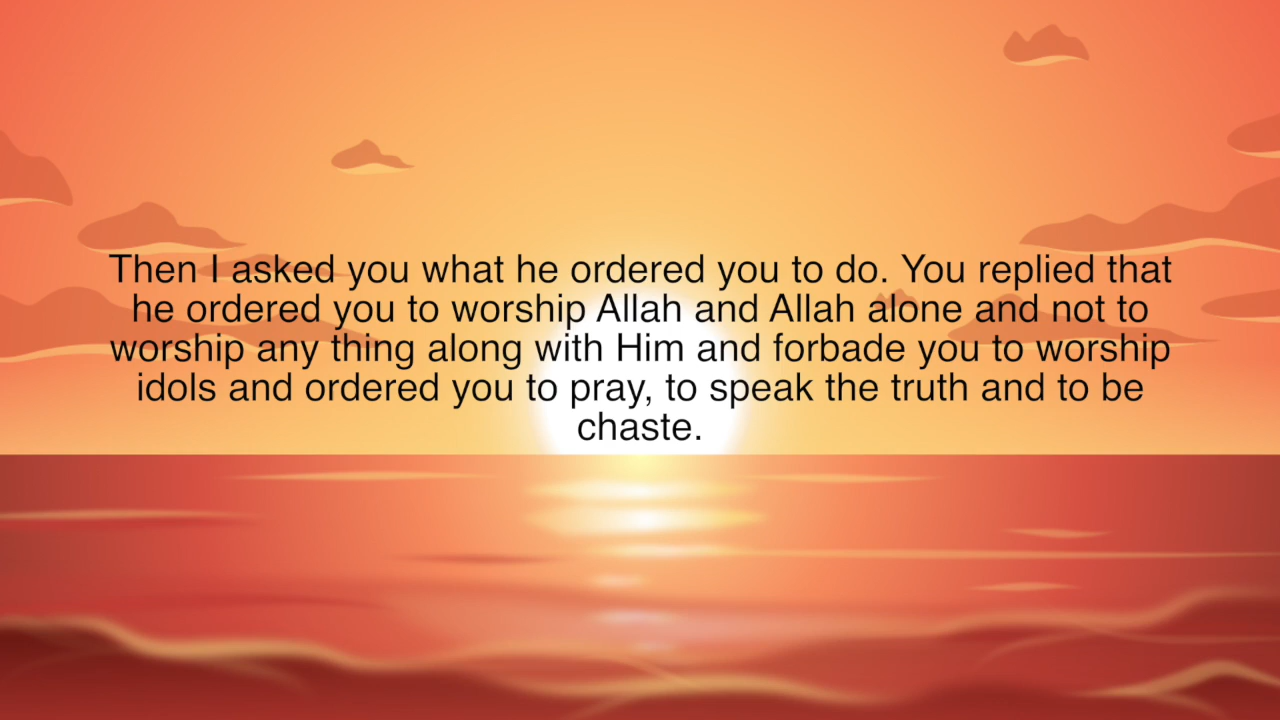 Then I asked you what he ordered you to do. You replied that
he ordered you to worship Allah and Allah alone and not to
worship any thing along with Him and forbade you to worship
idols and ordered you to pray, to speak the truth and to be
chaste.